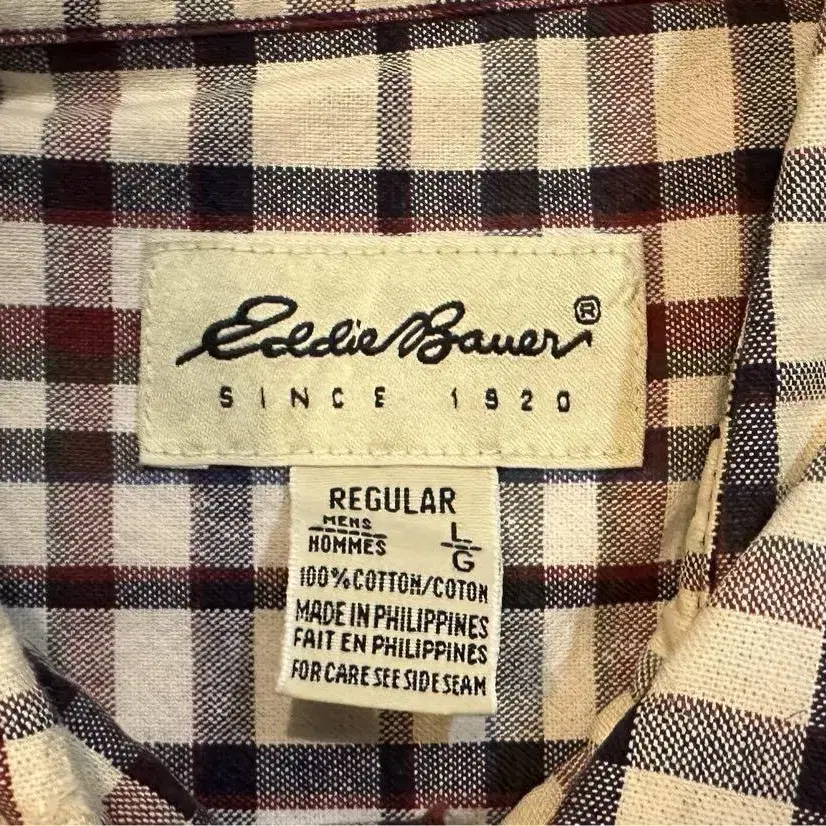 Eddie Bauer®
SINCE 1920
REGULAR
MENS L
HOMMES G
100% COTTON/COTON
MADE IN PHILIPPINES
FAIT EN PHILIPPINES
FOR CARE SEE SIDE SEAM